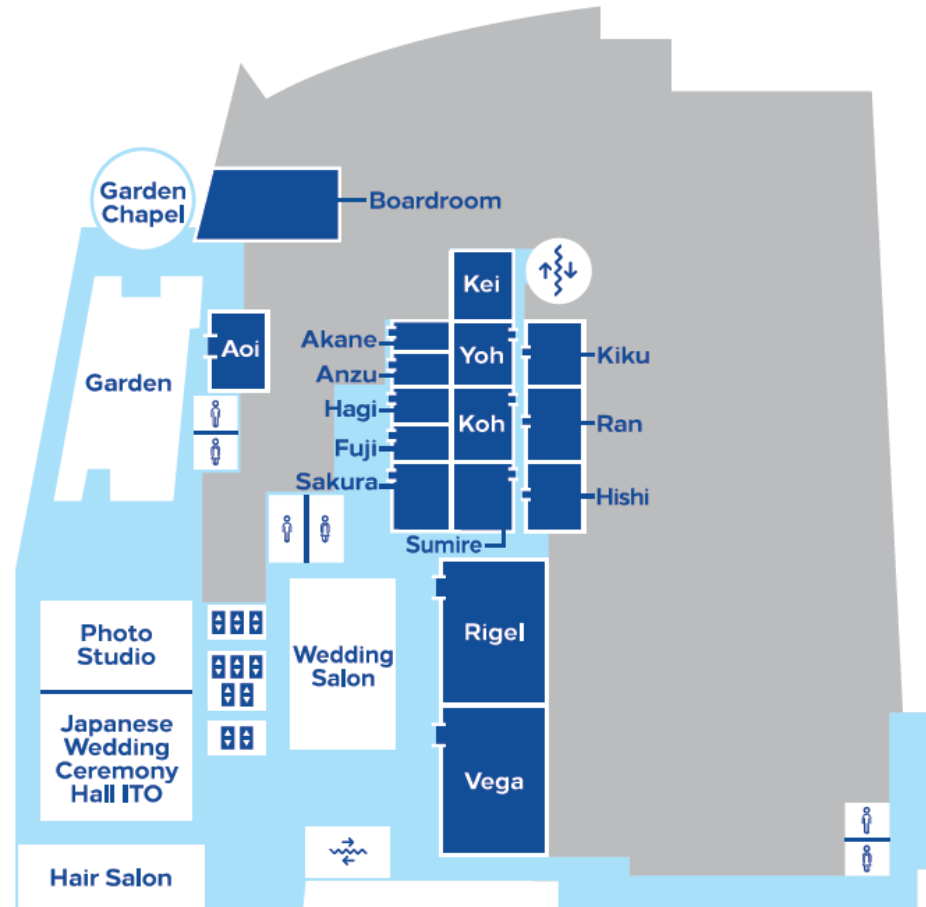 Garden
Chapel
Boardroom
Kei
Akane
Aoi
Yoh
Kiku
Anzu
Garden
Hagi
Koh
Ran
Fuji
Sakura
Hishi
Sumire
Photo
Studio
Rigel
Wedding
Salon
Japanese
Wedding
Ceremony
Hall ITO
Vega
Hair Salon